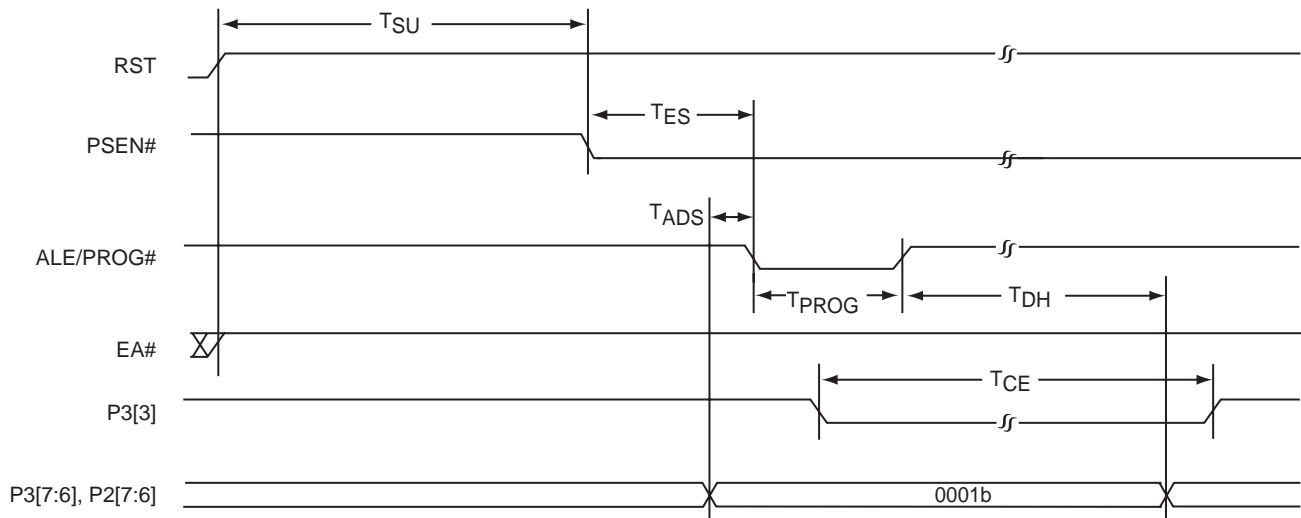 TSU
RST
TES
PSEN#
TADS
ALE/PROG#
TPROG
TDH
EA#
TCE
P3[3]
P3[7:6], P2[7:6]
0001b